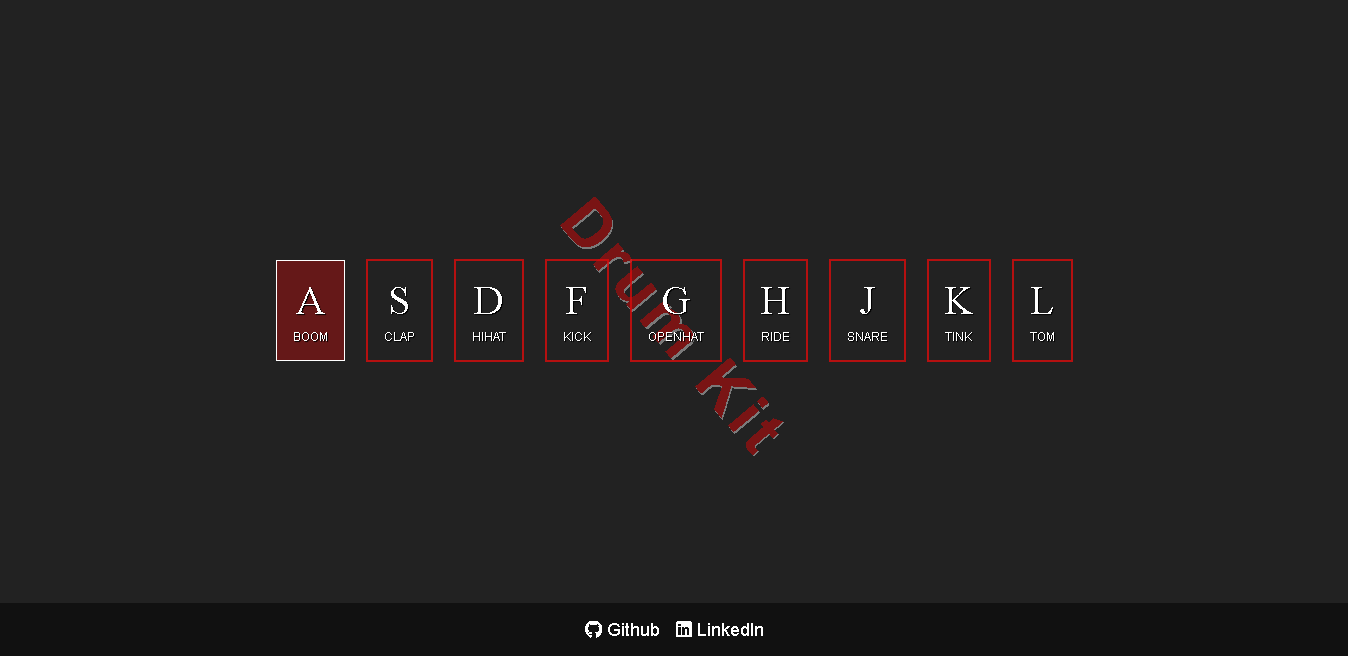 Drum Kit
A S D F G H J K L
BOOM CLAP HIHAT KICK OPENHAT RIDE SNARE TINK TOM
Github LinkedIn